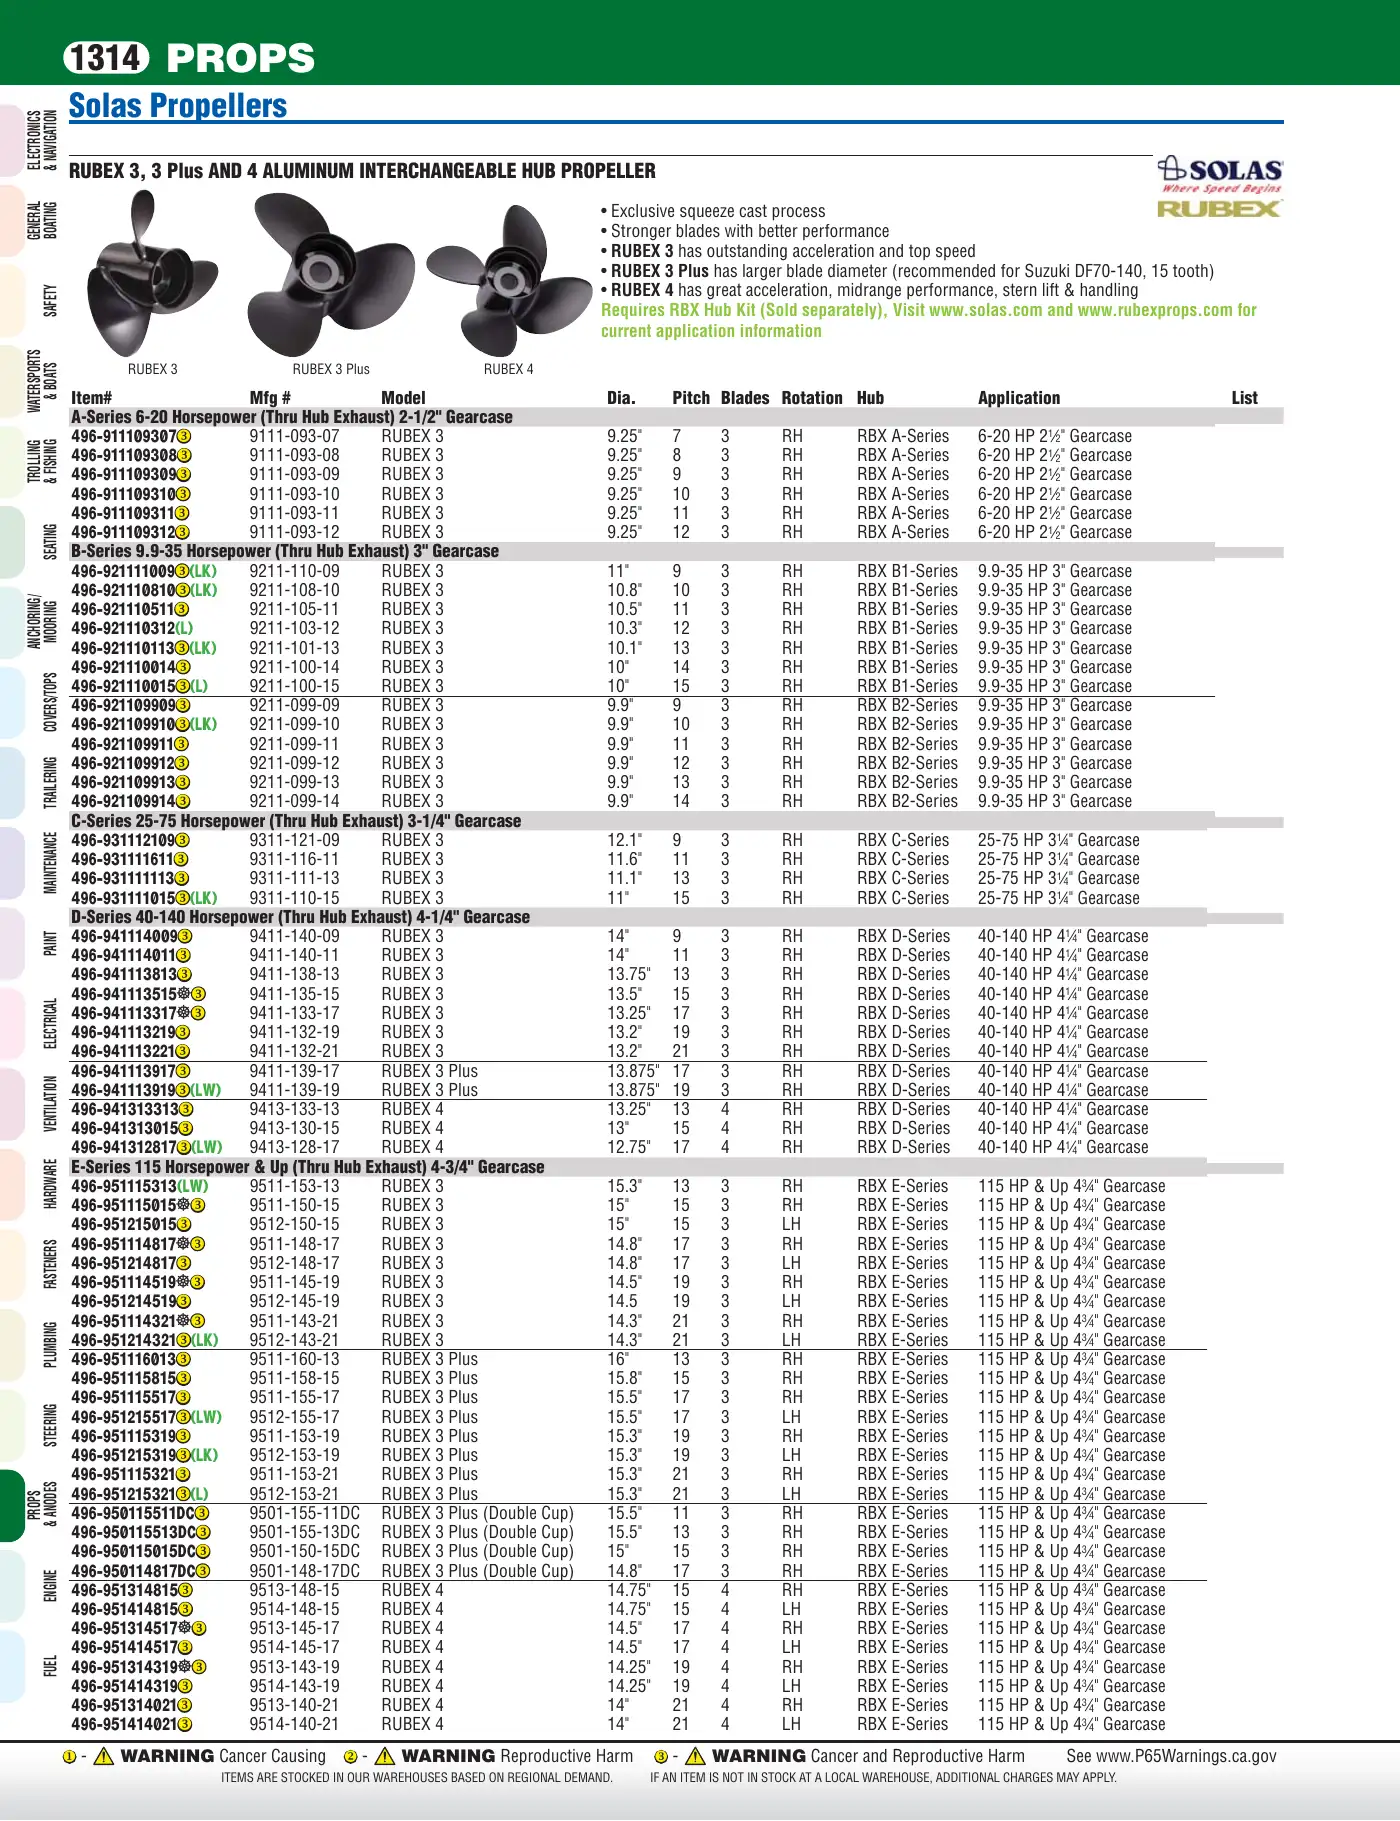 1314 PROPS
Solas Propellers
RUBEX 3, 3 Plus AND 4 ALUMINUM INTERCHANGEABLE HUB PROPELLER
SOLAS
Where Speed Begins
RUBEX
• Exclusive squeeze cast process
• Stronger blades with better performance
• RUBEX 3 has outstanding acceleration and top speed
• RUBEX 3 Plus has larger blade diameter (recommended for Suzuki DF70-140, 15 tooth)
• RUBEX 4 has great acceleration, midrange performance, stern lift & handling
Requires RBX Hub Kit (Sold separately), Visit www.solas.com and www.rubexprops.com for
current application information
RUBEX 3 RUBEX 3 Plus RUBEX 4
Item# Mfg # Model Dia. Pitch Blades Rotation Hub Application List
A-Series 6-20 Horsepower (Thru Hub Exhaust) 2-1/2" Gearcase
496-911109307③ 9111-093-07 RUBEX 3 9.25" 7 3 RH RBX A-Series 6-20 HP 2½" Gearcase
496-911109308③ 9111-093-08 RUBEX 3 9.25" 8 3 RH RBX A-Series 6-20 HP 2½" Gearcase
496-911109309③ 9111-093-09 RUBEX 3 9.25" 9 3 RH RBX A-Series 6-20 HP 2½" Gearcase
496-911109310③ 9111-093-10 RUBEX 3 9.25" 10 3 RH RBX A-Series 6-20 HP 2½" Gearcase
496-911109311③ 9111-093-11 RUBEX 3 9.25" 11 3 RH RBX A-Series 6-20 HP 2½" Gearcase
496-911109312③ 9111-093-12 RUBEX 3 9.25" 12 3 RH RBX A-Series 6-20 HP 2½" Gearcase
B-Series 9.9-35 Horsepower (Thru Hub Exhaust) 3" Gearcase
496-921111009③(LK) 9211-110-09 RUBEX 3 11" 9 3 RH RBX B1-Series 9.9-35 HP 3" Gearcase
496-921110810③(LK) 9211-108-10 RUBEX 3 10.8" 10 3 RH RBX B1-Series 9.9-35 HP 3" Gearcase
496-921110511③ 9211-105-11 RUBEX 3 10.5" 11 3 RH RBX B1-Series 9.9-35 HP 3" Gearcase
496-921110312(L) 9211-103-12 RUBEX 3 10.3" 12 3 RH RBX B1-Series 9.9-35 HP 3" Gearcase
496-921110113③(LK) 9211-101-13 RUBEX 3 10.1" 13 3 RH RBX B1-Series 9.9-35 HP 3" Gearcase
496-921110014③ 9211-100-14 RUBEX 3 10" 14 3 RH RBX B1-Series 9.9-35 HP 3" Gearcase
496-921110015③(L) 9211-100-15 RUBEX 3 10" 15 3 RH RBX B1-Series 9.9-35 HP 3" Gearcase
496-921109909③ 9211-099-09 RUBEX 3 9.9" 9 3 RH RBX B2-Series 9.9-35 HP 3" Gearcase
496-921109910③(LK) 9211-099-10 RUBEX 3 9.9" 10 3 RH RBX B2-Series 9.9-35 HP 3" Gearcase
496-921109911③ 9211-099-11 RUBEX 3 9.9" 11 3 RH RBX B2-Series 9.9-35 HP 3" Gearcase
496-921109912③ 9211-099-12 RUBEX 3 9.9" 12 3 RH RBX B2-Series 9.9-35 HP 3" Gearcase
496-921109913③ 9211-099-13 RUBEX 3 9.9" 13 3 RH RBX B2-Series 9.9-35 HP 3" Gearcase
496-921109914③ 9211-099-14 RUBEX 3 9.9" 14 3 RH RBX B2-Series 9.9-35 HP 3" Gearcase
C-Series 25-75 Horsepower (Thru Hub Exhaust) 3-1/4" Gearcase
496-931112109③ 9311-121-09 RUBEX 3 12.1" 9 3 RH RBX C-Series 25-75 HP 3¼" Gearcase
496-931111611③ 9311-116-11 RUBEX 3 11.6" 11 3 RH RBX C-Series 25-75 HP 3¼" Gearcase
496-931111113③ 9311-111-13 RUBEX 3 11.1" 13 3 RH RBX C-Series 25-75 HP 3¼" Gearcase
496-931111015③(LK) 9311-110-15 RUBEX 3 11" 15 3 RH RBX C-Series 25-75 HP 3¼" Gearcase
D-Series 40-140 Horsepower (Thru Hub Exhaust) 4-1/4" Gearcase
496-941114009③ 9411-140-09 RUBEX 3 14" 9 3 RH RBX D-Series 40-140 HP 4¼" Gearcase
496-941114011③ 9411-140-11 RUBEX 3 14" 11 3 RH RBX D-Series 40-140 HP 4¼" Gearcase
496-941113813③ 9411-138-13 RUBEX 3 13.75" 13 3 RH RBX D-Series 40-140 HP 4¼" Gearcase
496-941113515☸③ 9411-135-15 RUBEX 3 13.5" 15 3 RH RBX D-Series 40-140 HP 4¼" Gearcase
496-941113317☸③ 9411-133-17 RUBEX 3 13.25" 17 3 RH RBX D-Series 40-140 HP 4¼" Gearcase
496-941113219③ 9411-132-19 RUBEX 3 13.2" 19 3 RH RBX D-Series 40-140 HP 4¼" Gearcase
496-941113221③ 9411-132-21 RUBEX 3 13.2" 21 3 RH RBX D-Series 40-140 HP 4¼" Gearcase
496-941113917③ 9411-139-17 RUBEX 3 Plus 13.875" 17 3 RH RBX D-Series 40-140 HP 4¼" Gearcase
496-941113919③(LW) 9411-139-19 RUBEX 3 Plus 13.875" 19 3 RH RBX D-Series 40-140 HP 4¼" Gearcase
496-941313313③ 9413-133-13 RUBEX 4 13.25" 13 4 RH RBX D-Series 40-140 HP 4¼" Gearcase
496-941313015③ 9413-130-15 RUBEX 4 13" 15 4 RH RBX D-Series 40-140 HP 4¼" Gearcase
496-941312817③(LW) 9413-128-17 RUBEX 4 12.75" 17 4 RH RBX D-Series 40-140 HP 4¼" Gearcase
E-Series 115 Horsepower & Up (Thru Hub Exhaust) 4-3/4" Gearcase
496-951115313(LW) 9511-153-13 RUBEX 3 15.3" 13 3 RH RBX E-Series 115 HP & Up 4¾" Gearcase
496-951115015☸③ 9511-150-15 RUBEX 3 15" 15 3 RH RBX E-Series 115 HP & Up 4¾" Gearcase
496-951215015③ 9512-150-15 RUBEX 3 15" 15 3 LH RBX E-Series 115 HP & Up 4¾" Gearcase
496-951114817☸③ 9511-148-17 RUBEX 3 14.8" 17 3 RH RBX E-Series 115 HP & Up 4¾" Gearcase
496-951214817③ 9512-148-17 RUBEX 3 14.8" 17 3 LH RBX E-Series 115 HP & Up 4¾" Gearcase
496-951114519☸③ 9511-145-19 RUBEX 3 14.5" 19 3 RH RBX E-Series 115 HP & Up 4¾" Gearcase
496-951214519③ 9512-145-19 RUBEX 3 14.5 19 3 LH RBX E-Series 115 HP & Up 4¾" Gearcase
496-951114321☸③ 9511-143-21 RUBEX 3 14.3" 21 3 RH RBX E-Series 115 HP & Up 4¾" Gearcase
496-951214321③(LK) 9512-143-21 RUBEX 3 14.3" 21 3 LH RBX E-Series 115 HP & Up 4¾" Gearcase
496-951116013③ 9511-160-13 RUBEX 3 Plus 16" 13 3 RH RBX E-Series 115 HP & Up 4¾" Gearcase
496-951115815③ 9511-158-15 RUBEX 3 Plus 15.8" 15 3 RH RBX E-Series 115 HP & Up 4¾" Gearcase
496-951115517③ 9511-155-17 RUBEX 3 Plus 15.5" 17 3 RH RBX E-Series 115 HP & Up 4¾" Gearcase
496-951215517③(LW) 9512-155-17 RUBEX 3 Plus 15.5" 17 3 LH RBX E-Series 115 HP & Up 4¾" Gearcase
496-951115319③ 9511-153-19 RUBEX 3 Plus 15.3" 19 3 RH RBX E-Series 115 HP & Up 4¾" Gearcase
496-951215319③(LK) 9512-153-19 RUBEX 3 Plus 15.3" 19 3 LH RBX E-Series 115 HP & Up 4¾" Gearcase
496-951115321③ 9511-153-21 RUBEX 3 Plus 15.3" 21 3 RH RBX E-Series 115 HP & Up 4¾" Gearcase
496-951215321③(L) 9512-153-21 RUBEX 3 Plus 15.3" 21 3 LH RBX E-Series 115 HP & Up 4¾" Gearcase
496-950115511DC③ 9501-155-11DC RUBEX 3 Plus (Double Cup) 15.5" 11 3 RH RBX E-Series 115 HP & Up 4¾" Gearcase
496-950115513DC③ 9501-155-13DC RUBEX 3 Plus (Double Cup) 15.5" 13 3 RH RBX E-Series 115 HP & Up 4¾" Gearcase
496-950115015DC③ 9501-150-15DC RUBEX 3 Plus (Double Cup) 15" 15 3 RH RBX E-Series 115 HP & Up 4¾" Gearcase
496-950114817DC③ 9501-148-17DC RUBEX 3 Plus (Double Cup) 14.8" 17 3 RH RBX E-Series 115 HP & Up 4¾" Gearcase
496-951314815③ 9513-148-15 RUBEX 4 14.75" 15 4 RH RBX E-Series 115 HP & Up 4¾" Gearcase
496-951414815③ 9514-148-15 RUBEX 4 14.75" 15 4 LH RBX E-Series 115 HP & Up 4¾" Gearcase
496-951314517☸③ 9513-145-17 RUBEX 4 14.5" 17 4 RH RBX E-Series 115 HP & Up 4¾" Gearcase
496-951414517③ 9514-145-17 RUBEX 4 14.5" 17 4 LH RBX E-Series 115 HP & Up 4¾" Gearcase
496-951314319☸③ 9513-143-19 RUBEX 4 14.25" 19 4 RH RBX E-Series 115 HP & Up 4¾" Gearcase
496-951414319③ 9514-143-19 RUBEX 4 14.25" 19 4 LH RBX E-Series 115 HP & Up 4¾" Gearcase
496-951314021③ 9513-140-21 RUBEX 4 14" 21 4 RH RBX E-Series 115 HP & Up 4¾" Gearcase
496-951414021③ 9514-140-21 RUBEX 4 14" 21 4 LH RBX E-Series 115 HP & Up 4¾" Gearcase
① - ⚠ WARNING Cancer Causing ② - ⚠ WARNING Reproductive Harm ③ - ⚠ WARNING Cancer and Reproductive Harm See www.P65Warnings.ca.gov
ITEMS ARE STOCKED IN OUR WAREHOUSES BASED ON REGIONAL DEMAND. IF AN ITEM IS NOT IN STOCK AT A LOCAL WAREHOUSE, ADDITIONAL CHARGES MAY APPLY.
ELECTRONICS
& NAVIGATION
GENERAL
BOATING
SAFETY
WATERSPORTS
& BOATS
TROLLING
& FISHING
SEATING
ANCHORING/
MOORING
COVERS/TOPS
TRAILERING
MAINTENANCE
PAINT
ELECTRICAL
VENTILATION
HARDWARE
FASTENERS
PLUMBING
STEERING
PROPS
& ANODES
ENGINE
FUEL